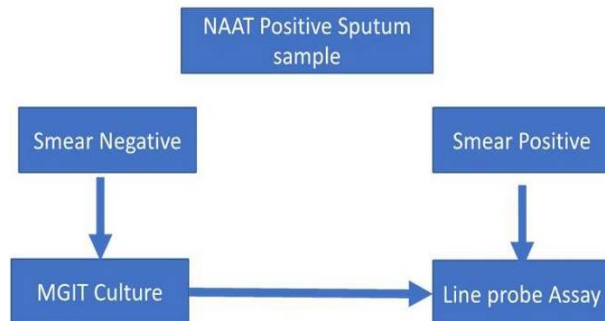 NAAT Positive Sputum
sample
Smear Negative
Smear Positive
MGIT Culture
Line probe Assay